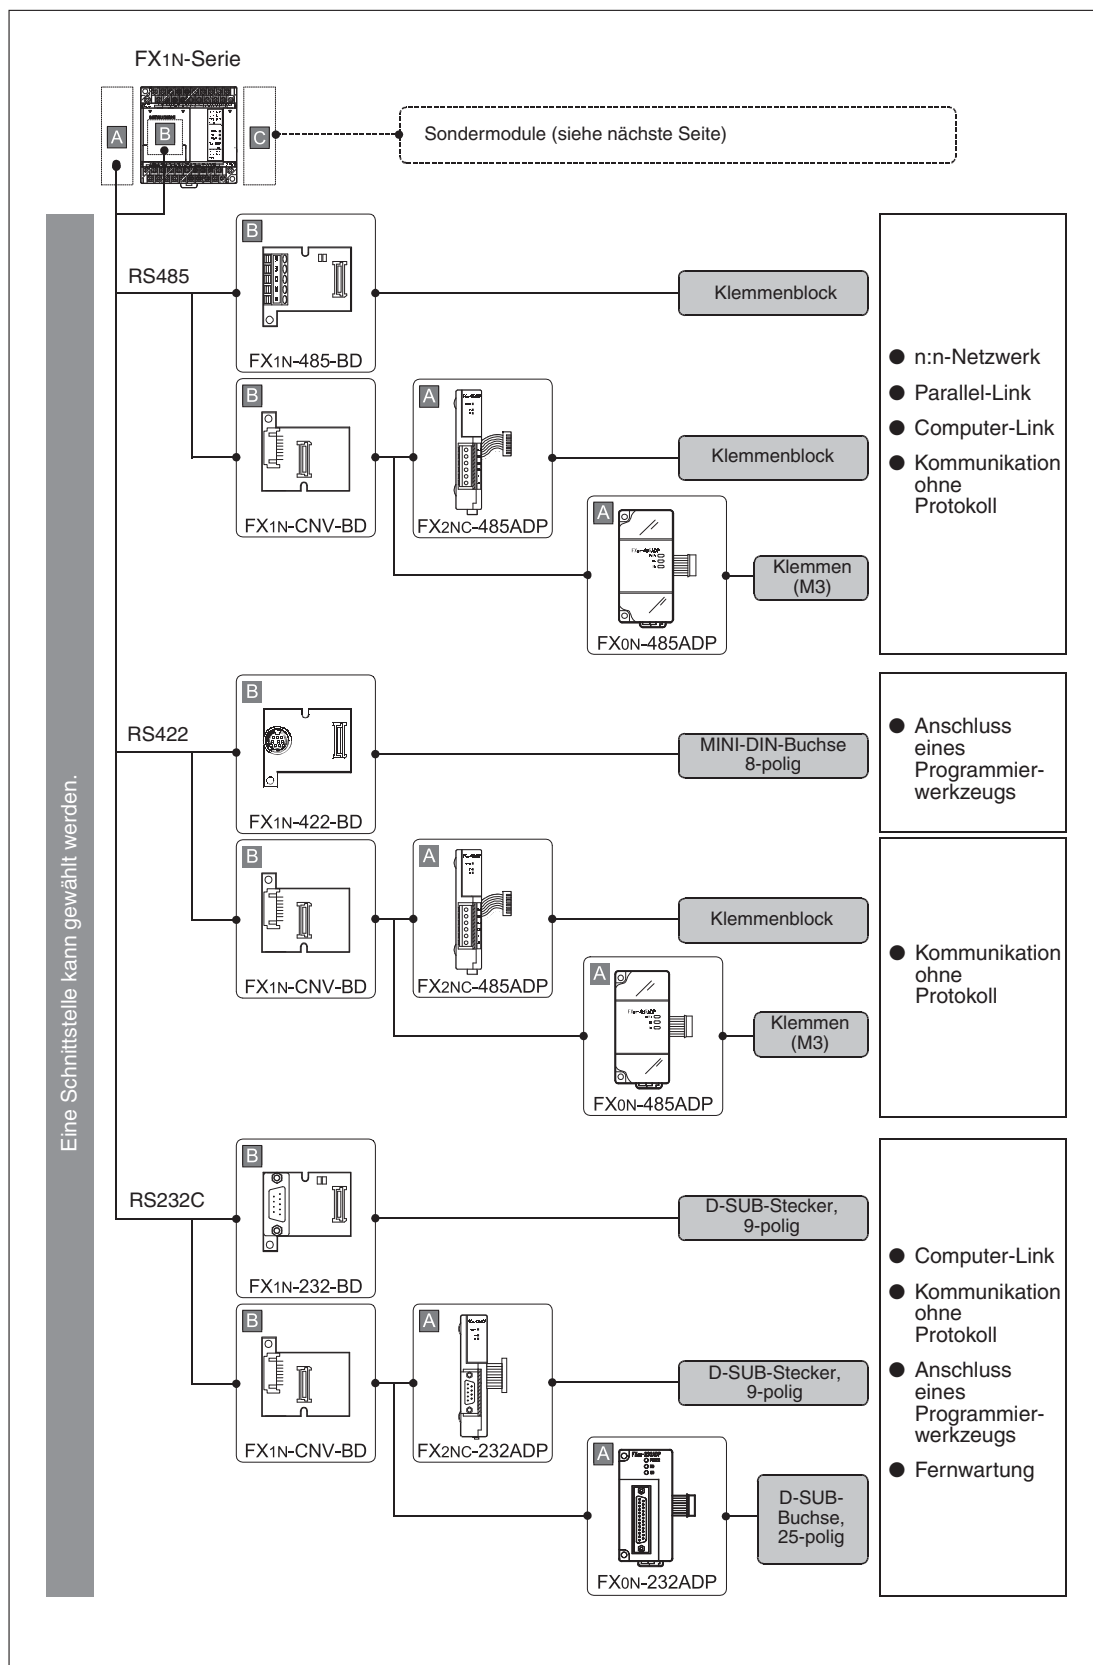 FX1N-Serie
A
B
C
Sondermodule (siehe nächste Seite)
Eine Schnittstelle kann gewählt werden.
RS485
B
FX1N-485-BD
Klemmenblock
B
FX1N-CNV-BD
A
FX2NC-485ADP
Klemmenblock
A
FX0N-485ADP
Klemmen
(M3)
● n:n-Netzwerk
● Parallel-Link
● Computer-Link
● Kommunikation
ohne
Protokoll
RS422
B
FX1N-422-BD
MINI-DIN-Buchse
8-polig
● Anschluss
eines
Programmier-
werkzeugs
B
FX1N-CNV-BD
A
FX2NC-485ADP
Klemmenblock
A
FX0N-485ADP
Klemmen
(M3)
● Kommunikation
ohne
Protokoll
RS232C
B
FX1N-232-BD
D-SUB-Stecker,
9-polig
B
FX1N-CNV-BD
A
FX2NC-232ADP
D-SUB-Stecker,
9-polig
A
FX0N-232ADP
D-SUB-
Buchse,
25-polig
● Computer-Link
● Kommunikation
ohne
Protokoll
● Anschluss
eines
Programmier-
werkzeugs
● Fernwartung